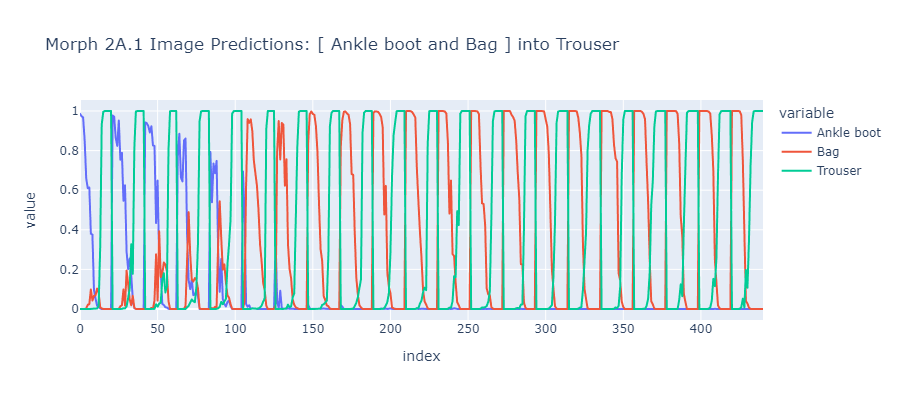 Morph 2A.1 Image Predictions: [ Ankle boot and Bag ] into Trouser
variable
Ankle boot
Bag
Trouser
value
1
0.8
0.6
0.4
0.2
0
0 50 100 150 200 250 300 350 400
index